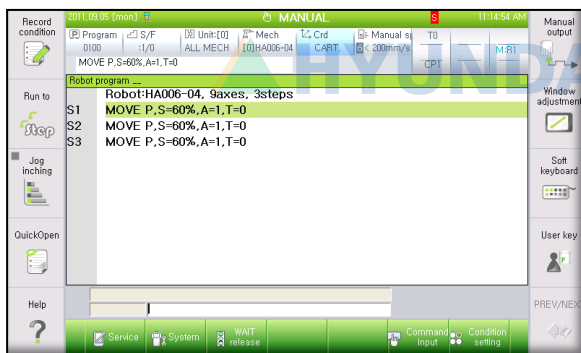 Record condition
2011,09,05 [mon] MANUAL S 11:14:54 AM
Manual output
Program S/F Unit:[0] Mech Crd Manual sp T0
0100 :1/0 ALL MECH [0]HA006-04 CART. < 200mm/s M:R1
MOVE P,S=60%,A=1,T=0
CPT
HYUNDA
Robot program __
Robot:HA006-04, 9axes, 3steps
S1 MOVE P,S=60%,A=1,T=0
S2 MOVE P,S=60%,A=1,T=0
S3 MOVE P,S=60%,A=1,T=0
Run to
Step
Jog inching
QuickOpen
Help
Window adjustment
Soft keyboard
User key
PREV/NEX
Service
System
WAIT release
Command input
Condition setting